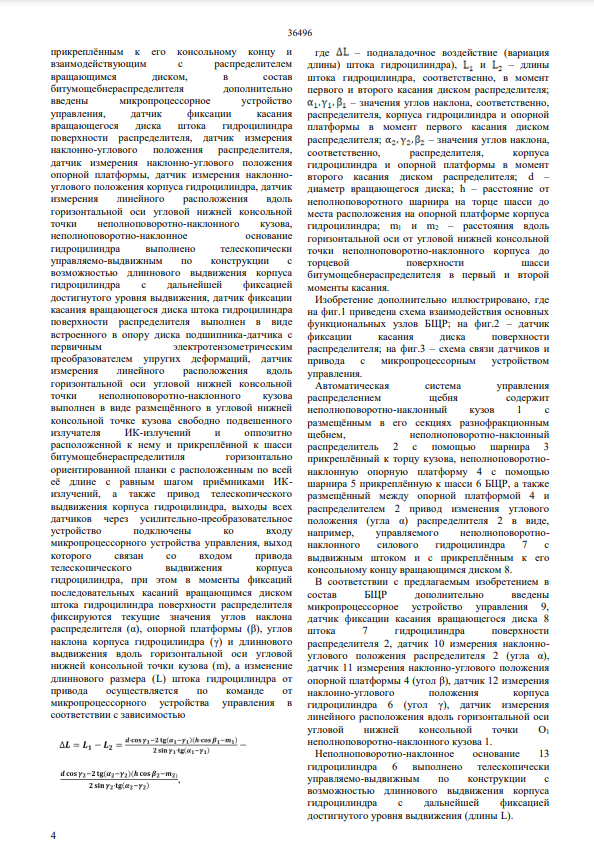 36496
прикреплённым к его консольному концу и
взаимодействующим с распределителем
вращающимся диском, в состав
битумощебнераспределителя дополнительно
введены микропроцессорное устройство
управления, датчик фиксации касания
вращающегося диска штока гидроцилиндра
поверхности распределителя, датчик измерения
наклонно-углового положения распределителя,
датчик измерения наклонно-углового положения
опорной платформы, датчик измерения наклонно-
углового положения корпуса гидроцилиндра, датчик
измерения линейного расположения вдоль
горизонтальной оси угловой нижней консольной
точки неполноповоротно-наклонного кузова,
неполноповоротно-наклонное основание
гидроцилиндра выполнено телескопически
управляемо-выдвижным по конструкции с
возможностью длиннового выдвижения корпуса
гидроцилиндра с дальнейшей фиксацией
достигнутого уровня выдвижения, датчик фиксации
касания вращающегося диска штока гидроцилиндра
поверхности распределителя выполнен в виде
встроенного в опору диска подшипника-датчика с
первичным электротензометрическим
преобразователем упругих деформаций, датчик
измерения линейного расположения вдоль
горизонтальной оси угловой нижней консольной
точки неполноповоротно-наклонного кузова
выполнен в виде размещённого в угловой нижней
консольной точке кузова свободно подвешенного
излучателя ИК-излучений и оппозитно
расположенной к нему и прикреплённой к шасси
битумощебнераспределитиля горизонтально
ориентированной планки с расположенным по всей
её длине с равным шагом приёмниками ИК-
излучений, а также привод телескопического
выдвижения корпуса гидроцилиндра, выходы всех
датчиков через усилительно-преобразовательное
устройство подключены ко входу
микропроцессорного устройства управления, выход
которого связан со входом привода
телескопического выдвижения корпуса
гидроцилиндра, при этом в моменты фиксаций
последовательных касаний вращающимся диском
штока гидроцилиндра поверхности распределителя
фиксируются текущие значения углов наклона
распределителя (α), опорной платформы (β), углов
наклона корпуса гидроцилиндра (γ) и длиннового
выдвижения вдоль горизонтальной оси угловой
нижней консольной точки кузова (m), а изменение
длиннового размера (L) штока гидроцилиндра от
привода осуществляется по команде от
микропроцессорного устройства управления в
соответствии с зависимостью
ΔL = L₁ − L₂ = (d·cos γ₁−2 tg(α₁−γ₁)(h·cos β₁−m₁)) / (2 sin γ₁·tg(α₁−γ₁)) −
(d cos γ₂−2 tg(α₂−γ₂)(h cos β₂−m₂)) / (2 sin γ₂·tg(α₂−γ₂)),
4
где ΔL – подналадочное воздействие (вариация
длины) штока гидроцилиндра), L₁ и L₂ – длины
штока гидроцилиндра, соответственно, в момент
первого и второго касания диском распределителя;
α₁,γ₁,β₁ – значения углов наклона, соответственно,
распределителя, корпуса гидроцилиндра и опорной
платформы в момент первого касания диском
распределителя; α₂,γ₂,β₂ – значения углов наклона,
соответственно, распределителя, корпуса
гидроцилиндра и опорной платформы в момент
второго касания диском распределителя; d –
диаметр вращающегося диска; h – расстояние от
неполноповоротного шарнира на торце шасси до
места расположения на опорной платформе корпуса
гидроцилиндра; m₁ и m₂ – расстояния вдоль
горизонтальной оси от угловой нижней консольной
точки неполноповоротно-наклонного корпуса до
торцевой поверхности шасси
битумощебнераспределителя в первый и второй
моменты касания.
Изобретение дополнительно иллюстрировано, где
на фиг.1 приведена схема взаимодействия основных
функциональных узлов БЩР; на фиг.2 – датчик
фиксации касания диска поверхности
распределителя; на фиг.3 – схема связи датчиков и
привода с микропроцессорным устройством
управления.
Автоматическая система управления
распределением щебня содержит
неполноповоротно-наклонный кузов 1 с
размещённым в его секциях разнофракционным
щебнем, неполноповоротно-наклонный
распределитель 2 с помощью шарнира 3
прикреплённый к торцу кузова, неполноповоротно-
наклонную опорную платформу 4 с помощью
шарнира 5 прикреплённую к шасси 6 БЩР, а также
размещённый между опорной платформой 4 и
распределителем 2 привод изменения углового
положения (угла α) распределителя 2 в виде,
например, управляемого неполноповоротно-
наклонного силового гидроцилиндра 7 с
выдвижным штоком и с прикреплённым к его
консольному концу вращающимся диском 8.
В соответствии с предлагаемым изобретением в
состав БЩР дополнительно введены
микропроцессорное устройство управления 9,
датчик фиксации касания вращающегося диска 8
штока 7 гидроцилиндра поверхности
распределителя 2, датчик 10 измерения наклонно-
углового положения распределителя 2 (угла α),
датчик 11 измерения наклонно-углового положения
опорной платформы 4 (угол β), датчик 12 измерения
наклонно-углового положения корпуса
гидроцилиндра 6 (угол γ), датчик измерения
линейного расположения вдоль горизонтальной оси
угловой нижней консольной точки O₁
неполноповоротно-наклонного кузова 1.
Неполноповоротно-наклонное основание 13
гидроцилиндра 6 выполнено телескопически
управляемо-выдвижным по конструкции с
возможностью длиннового выдвижения корпуса
гидроцилиндра с дальнейшей фиксацией
достигнутого уровня выдвижения (длины L).